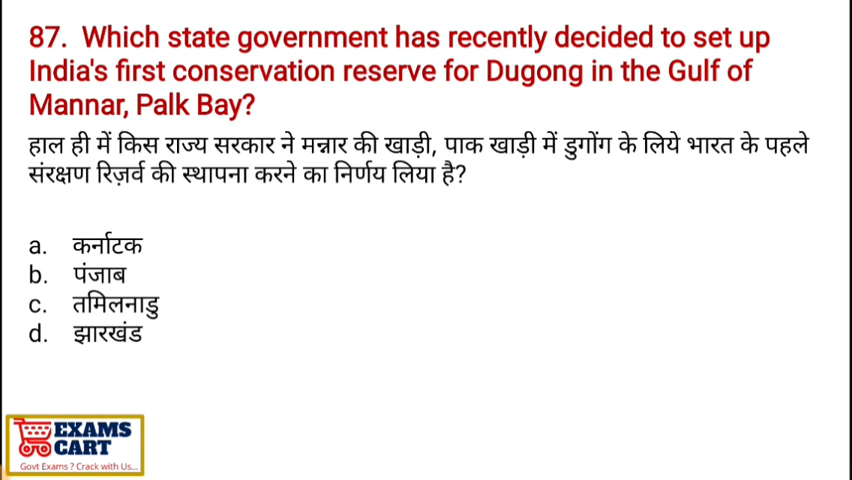 87. Which state government has recently decided to set up
India's first conservation reserve for Dugong in the Gulf of
Mannar, Palk Bay?
हाल ही में किस राज्य सरकार ने मन्नार की खाड़ी, पाक खाड़ी में डुगोंग के लिये भारत के पहले
संरक्षण रिज़र्व की स्थापना करने का निर्णय लिया है?
a. कर्नाटक
b. पंजाब
c. तमिलनाडु
d. झारखंड
EXAMS
CART
Govt Exams ? Crack with Us...